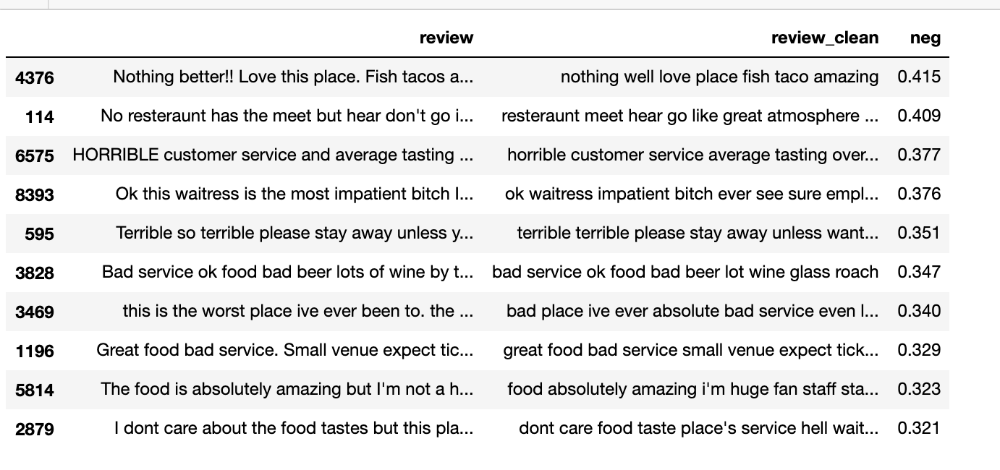 review review_clean neg
4376 Nothing better!! Love this place. Fish tacos a... nothing well love place fish taco amazing 0.415
114 No resteraunt has the meet but hear don't go i... resteraunt meet hear go like great atmosphere ... 0.409
6575 HORRIBLE customer service and average tasting ... horrible customer service average tasting over... 0.377
8393 Ok this waitress is the most impatient bitch I... ok waitress impatient bitch ever see sure empl... 0.376
595 Terrible so terrible please stay away unless y... terrible terrible please stay away unless want... 0.351
3828 Bad service ok food bad beer lots of wine by t... bad service ok food bad beer lot wine glass roach 0.347
3469 this is the worst place ive ever been to. the ... bad place ive ever absolute bad service even l... 0.340
1196 Great food bad service. Small venue expect tic... great food bad service small venue expect tick... 0.329
5814 The food is absolutely amazing but I'm not a h... food absolutely amazing i'm huge fan staff sta... 0.323
2879 I dont care about the food tastes but this pla... dont care food taste place's service hell wait... 0.321